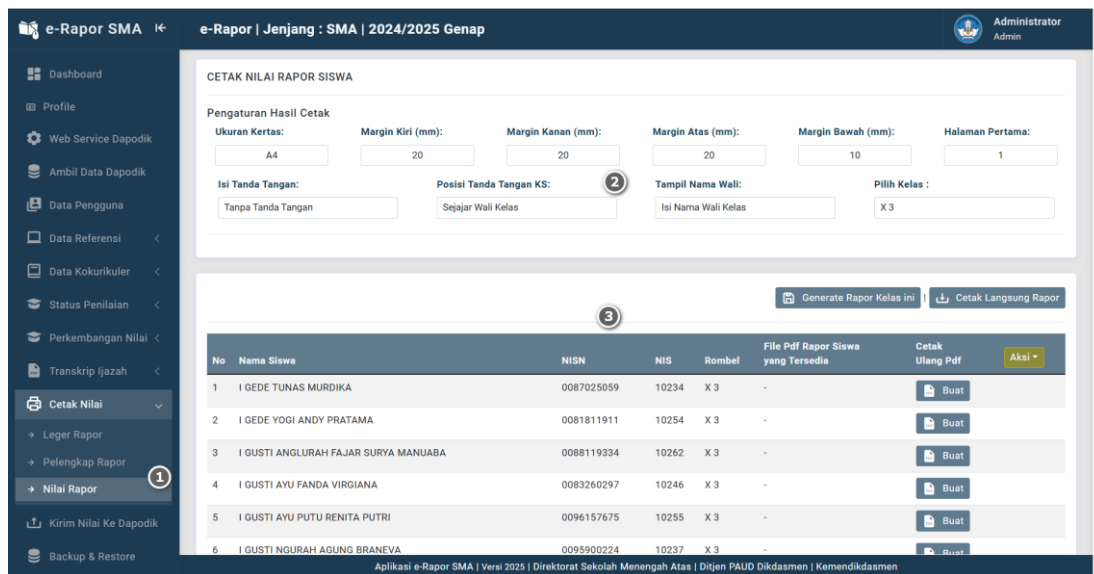 e-Rapor SMA
e-Rapor | Jenjang : SMA | 2024/2025 Genap
Administrator
Admin
Dashboard
Profile
Web Service Dapodik
Ambil Data Dapodik
Data Pengguna
Data Referensi
Data Kokurikuler
Status Penilaian
Perkembangan Nilai
Transkrip Ijazah
Cetak Nilai
Leger Rapor
Pelengkap Rapor
1
Nilai Rapor
Kirim Nilai Ke Dapodik
Backup & Restore
CETAK NILAI RAPOR SISWA
Pengaturan Hasil Cetak
Ukuran Kertas: Margin Kiri (mm): Margin Kanan (mm): Margin Atas (mm): Margin Bawah (mm): Halaman Pertama:
A4 20 20 20 10 1
Isi Tanda Tangan: Posisi Tanda Tangan KS: 2 Tampil Nama Wali: Pilih Kelas :
Tanpa Tanda Tangan Sejajar Wali Kelas Isi Nama Wali Kelas X 3
Generate Rapor Kelas ini | Cetak Langsung Rapor
3
No Nama Siswa NISN NIS Rombel File Pdf Rapor Siswa yang Tersedia Cetak Ulang Pdf Aksi
1 I GEDE TUNAS MURDIKA 0087025059 10234 X 3 - Buat
2 I GEDE YOGI ANDY PRATAMA 0081811911 10254 X 3 - Buat
3 I GUSTI ANGLURAH FAJAR SURYA MANUABA 0088119334 10262 X 3 - Buat
4 I GUSTI AYU FANDA VIRGIANA 0083260297 10246 X 3 - Buat
5 I GUSTI AYU PUTU RENITA PUTRI 0096157675 10255 X 3 - Buat
6 I GUSTI NGURAH AGUNG BRANEVA 0095900224 10237 X 3 - Buat
Aplikasi e-Rapor SMA | Versi 2025 | Direktorat Sekolah Menengah Atas | Ditjen PAUD Dikdasmen | Kemendikdasmen